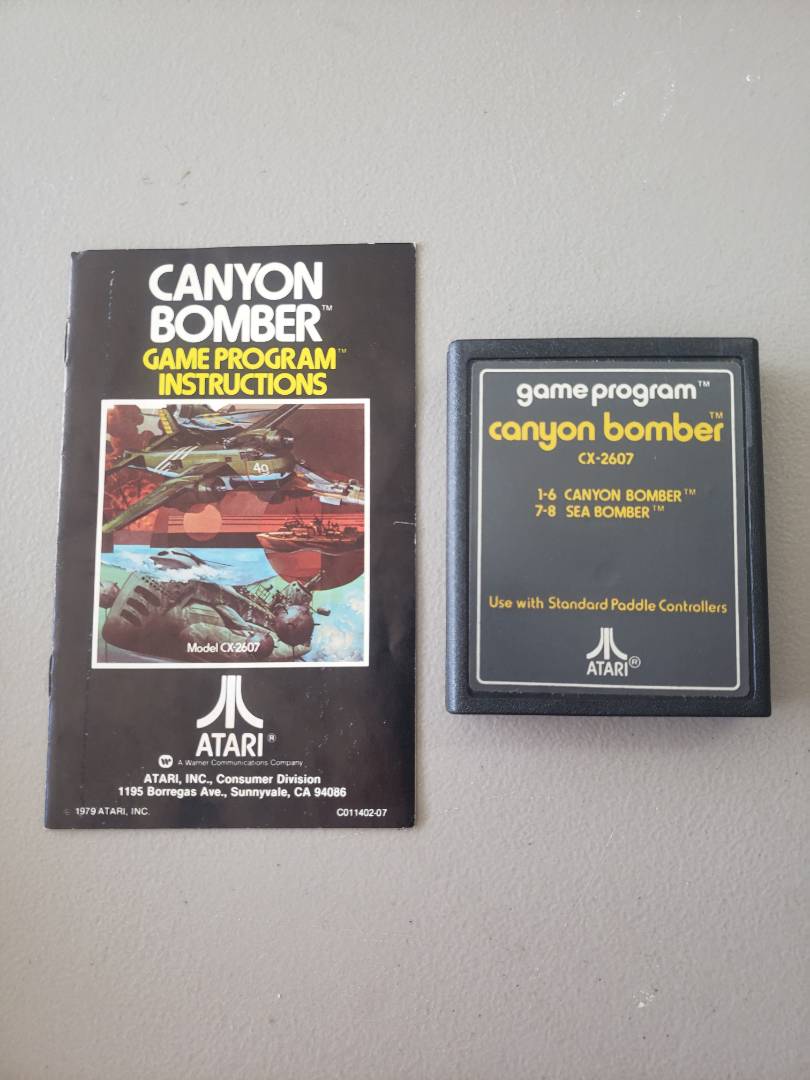 CANYON
BOMBER™
GAME PROGRAM™
INSTRUCTIONS
49
Model CX-2607
ATARI®
W A Warner Communications Company
ATARI, INC., Consumer Division
1195 Borregas Ave., Sunnyvale, CA 94086
© 1979 ATARI, INC. C011402-07
game program™
canyon bomber™
CX-2607
1-6 CANYON BOMBER™
7-8 SEA BOMBER™
Use with Standard Paddle Controllers
ATARI®